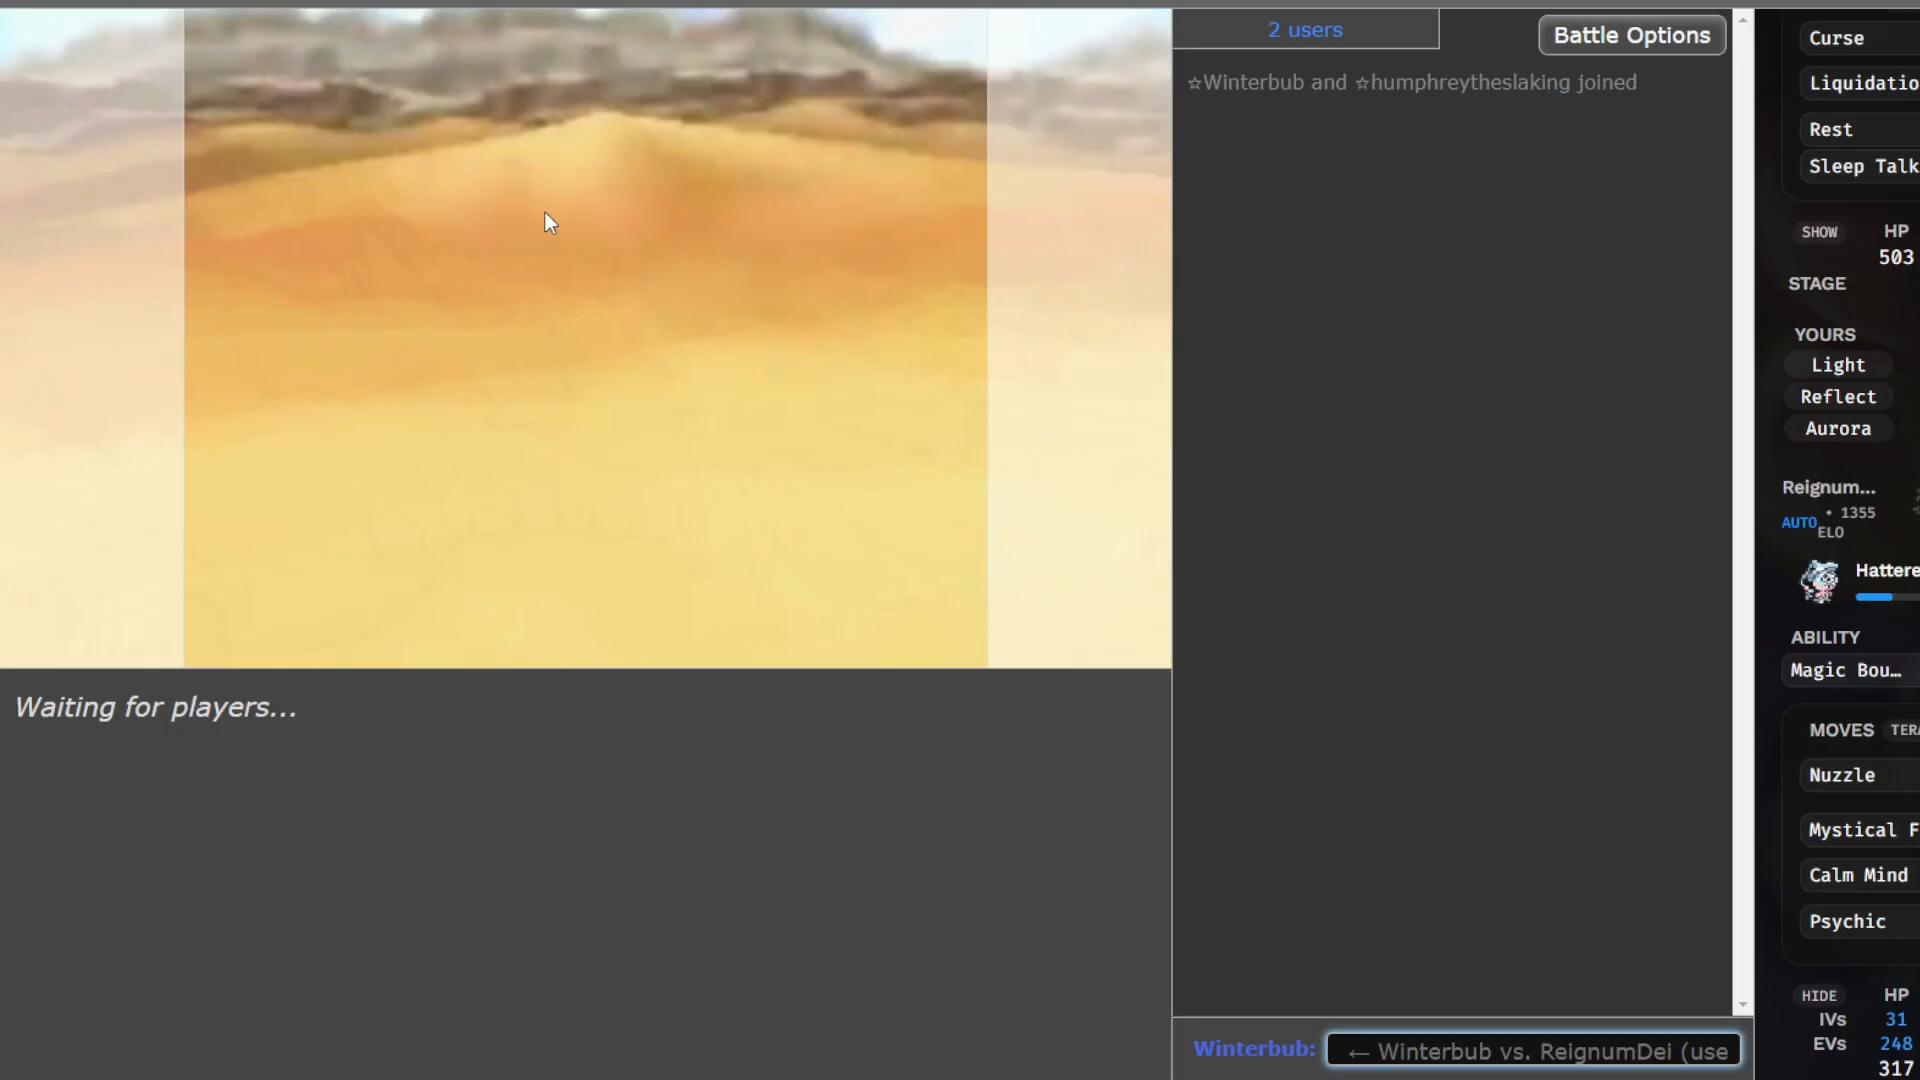 2 users
Battle Options
☆Winterbub and ☆humphreytheslaking joined
Waiting for players...
Winterbub:
← Winterbub vs. ReignumDei (use
Curse
Liquidatio
Rest
Sleep Talk
SHOW
HP
503
STAGE
YOURS
Light
Reflect
Aurora
Reignum...
AUTO
• 1355
ELO
Hattere
ABILITY
Magic Bou...
MOVES
TERA
Nuzzle
Mystical F
Calm Mind
Psychic
HIDE
HP
IVs
31
EVs
248
317